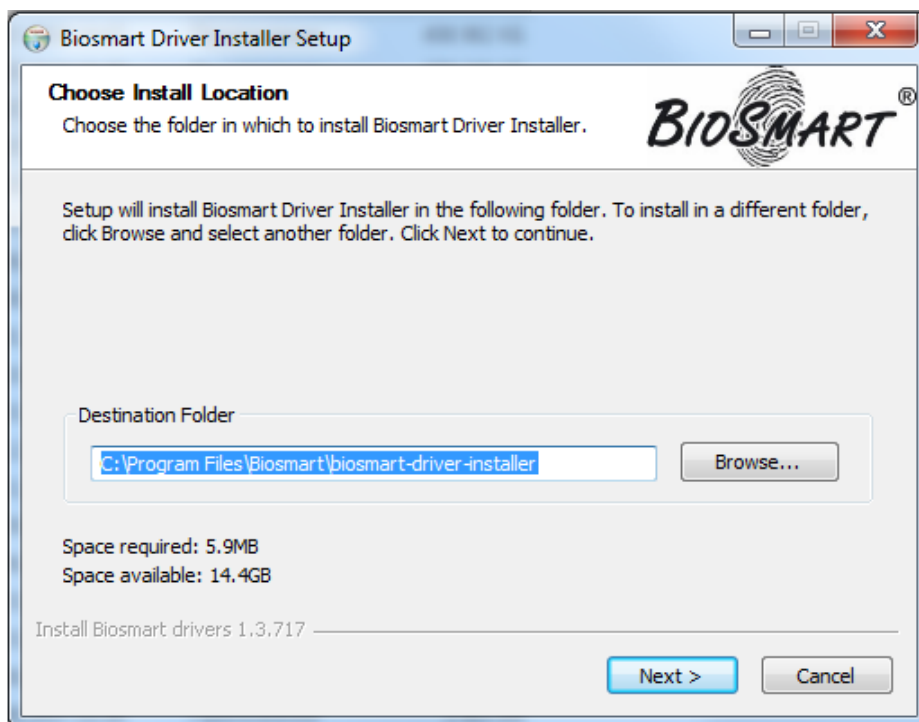 Biosmart Driver Installer Setup
Choose Install Location
Choose the folder in which to install Biosmart Driver Installer.
BIOSMART®
Setup will install Biosmart Driver Installer in the following folder. To install in a different folder,
click Browse and select another folder. Click Next to continue.
Destination Folder
C:\Program Files\Biosmart\biosmart-driver-installer
Browse...
Space required: 5.9MB
Space available: 14.4GB
Install Biosmart drivers 1.3.717
Next >
Cancel